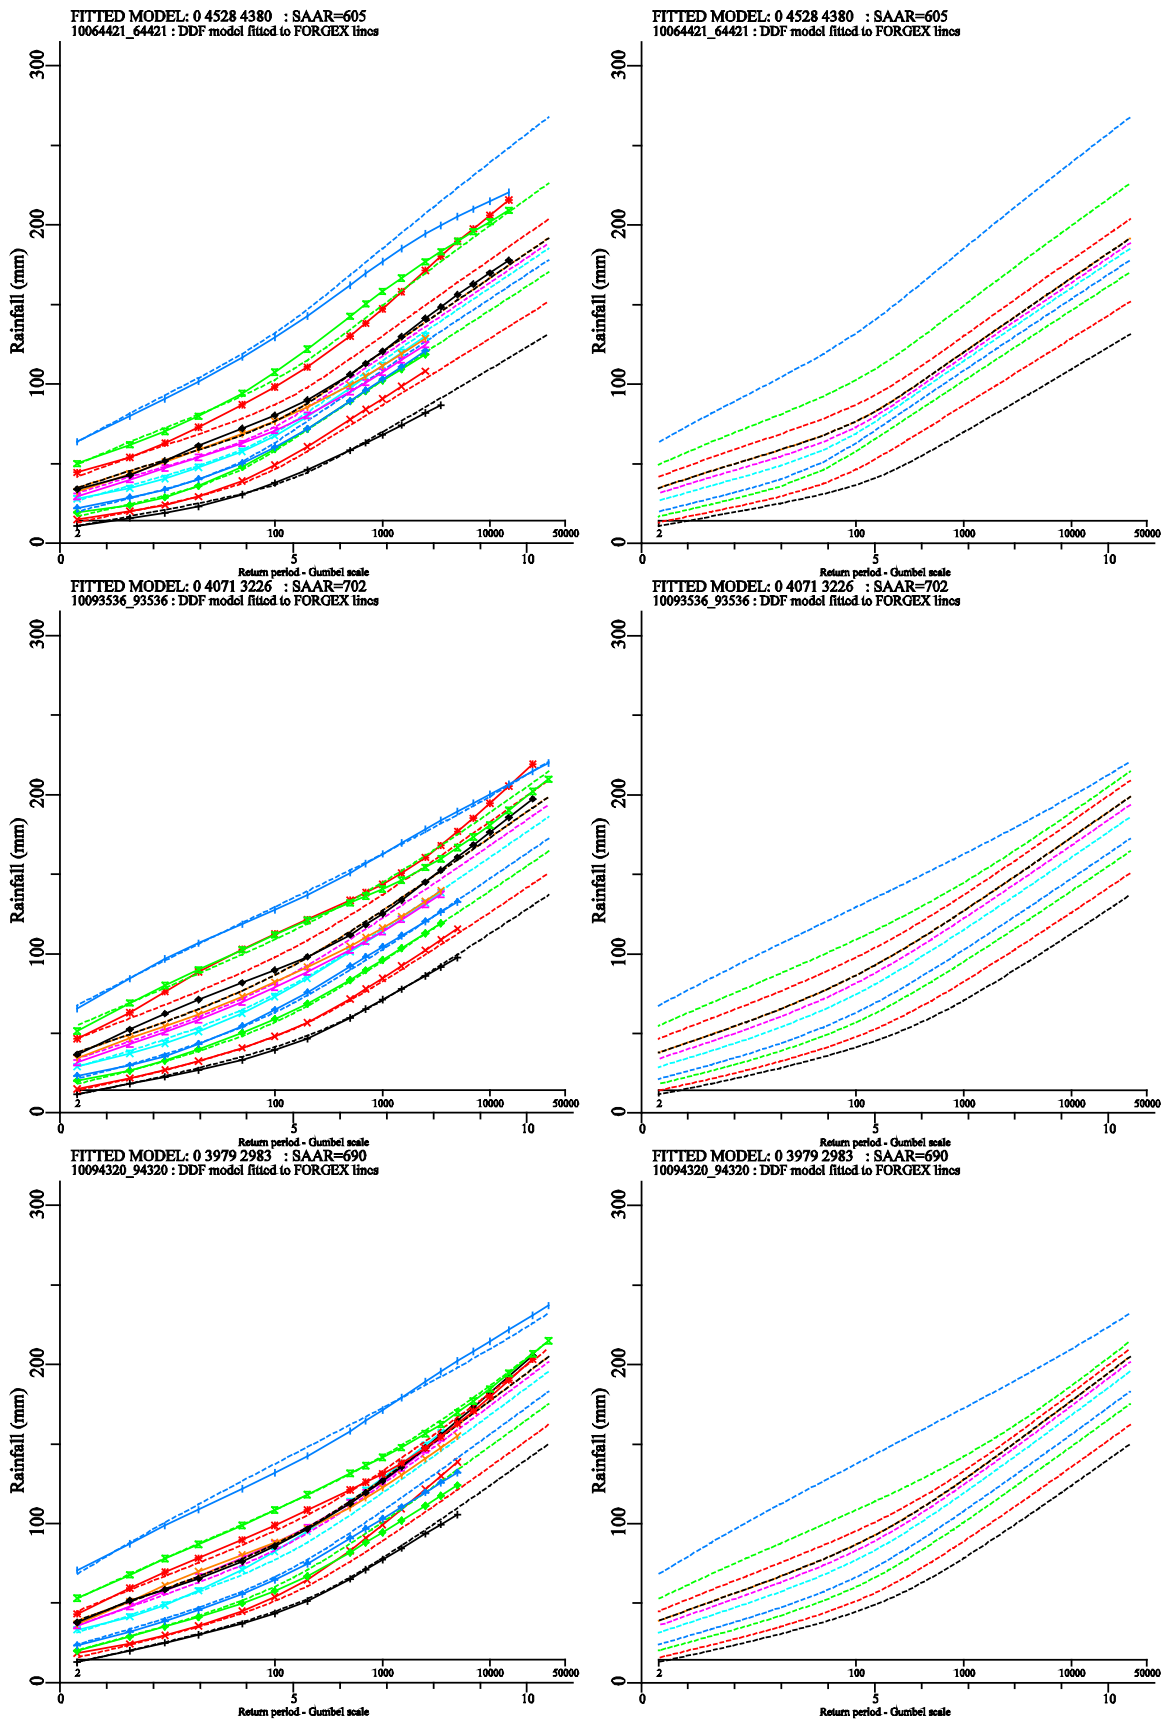 FITTED MODEL: 0 4528 4380 : SAAR=605
10064421_64421 : DDF model fitted to FORGEX lines
300
200
100
0
Rainfall (mm)
2 100 1000 10000 50000
0 5 10
Return period - Gumbel scale
FITTED MODEL: 0 4528 4380 : SAAR=605
10064421_64421 : DDF model fitted to FORGEX lines
300
200
100
0
Rainfall (mm)
2 100 1000 10000 50000
0 5 10
Return period - Gumbel scale
FITTED MODEL: 0 4071 3226 : SAAR=702
10093536_93536 : DDF model fitted to FORGEX lines
300
200
100
0
Rainfall (mm)
2 100 1000 10000 50000
0 5 10
Return period - Gumbel scale
FITTED MODEL: 0 4071 3226 : SAAR=702
10093536_93536 : DDF model fitted to FORGEX lines
300
200
100
0
Rainfall (mm)
2 100 1000 10000 50000
0 5 10
Return period - Gumbel scale
FITTED MODEL: 0 3979 2983 : SAAR=690
10094320_94320 : DDF model fitted to FORGEX lines
300
200
100
0
Rainfall (mm)
2 100 1000 10000 50000
0 5 10
Return period - Gumbel scale
FITTED MODEL: 0 3979 2983 : SAAR=690
10094320_94320 : DDF model fitted to FORGEX lines
300
200
100
0
Rainfall (mm)
2 100 1000 10000 50000
0 5 10
Return period - Gumbel scale